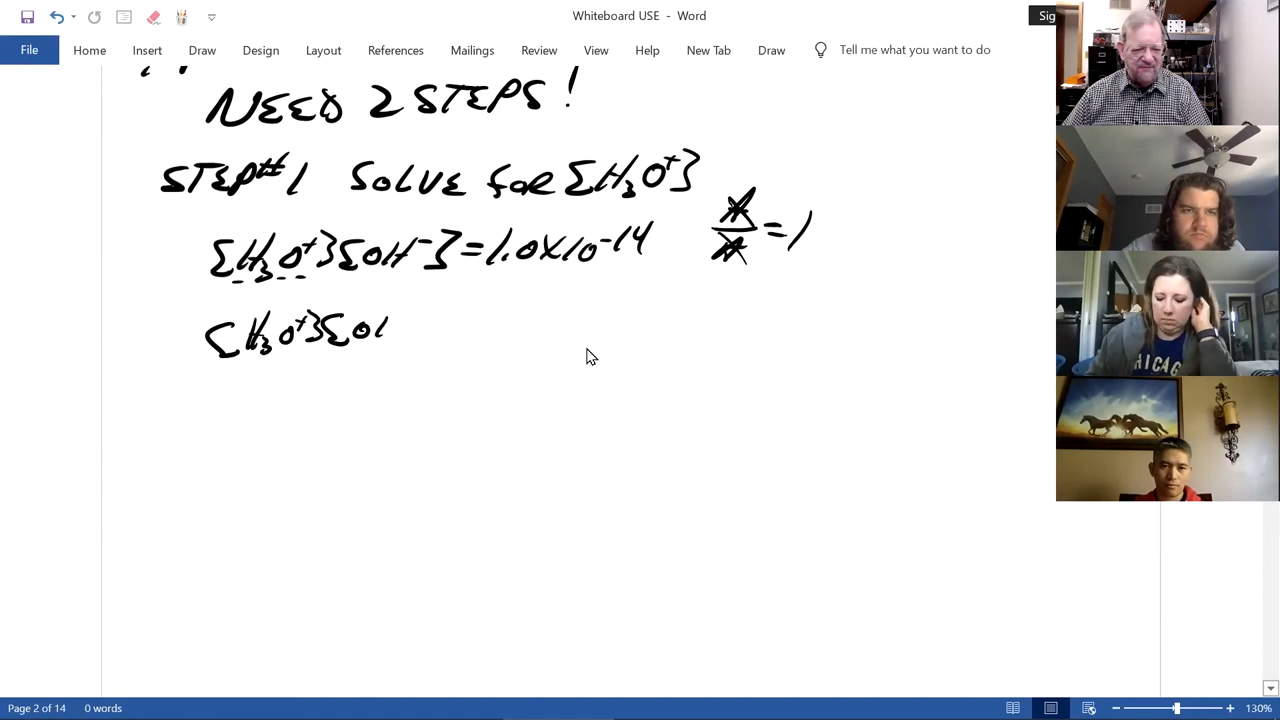 Whiteboard USE - Word
Sig
File Home Insert Draw Design Layout References Mailings Review View Help New Tab Draw Tell me what you want to do
NEED 2 STEPS!
STEP#1 SOLVE FOR [H₃O⁺]
[H₃O⁺][OH⁻]=1.0X10⁻¹⁴ X/X=1
[H₃O⁺][O
CHICAG
Page 2 of 14 0 words 130%